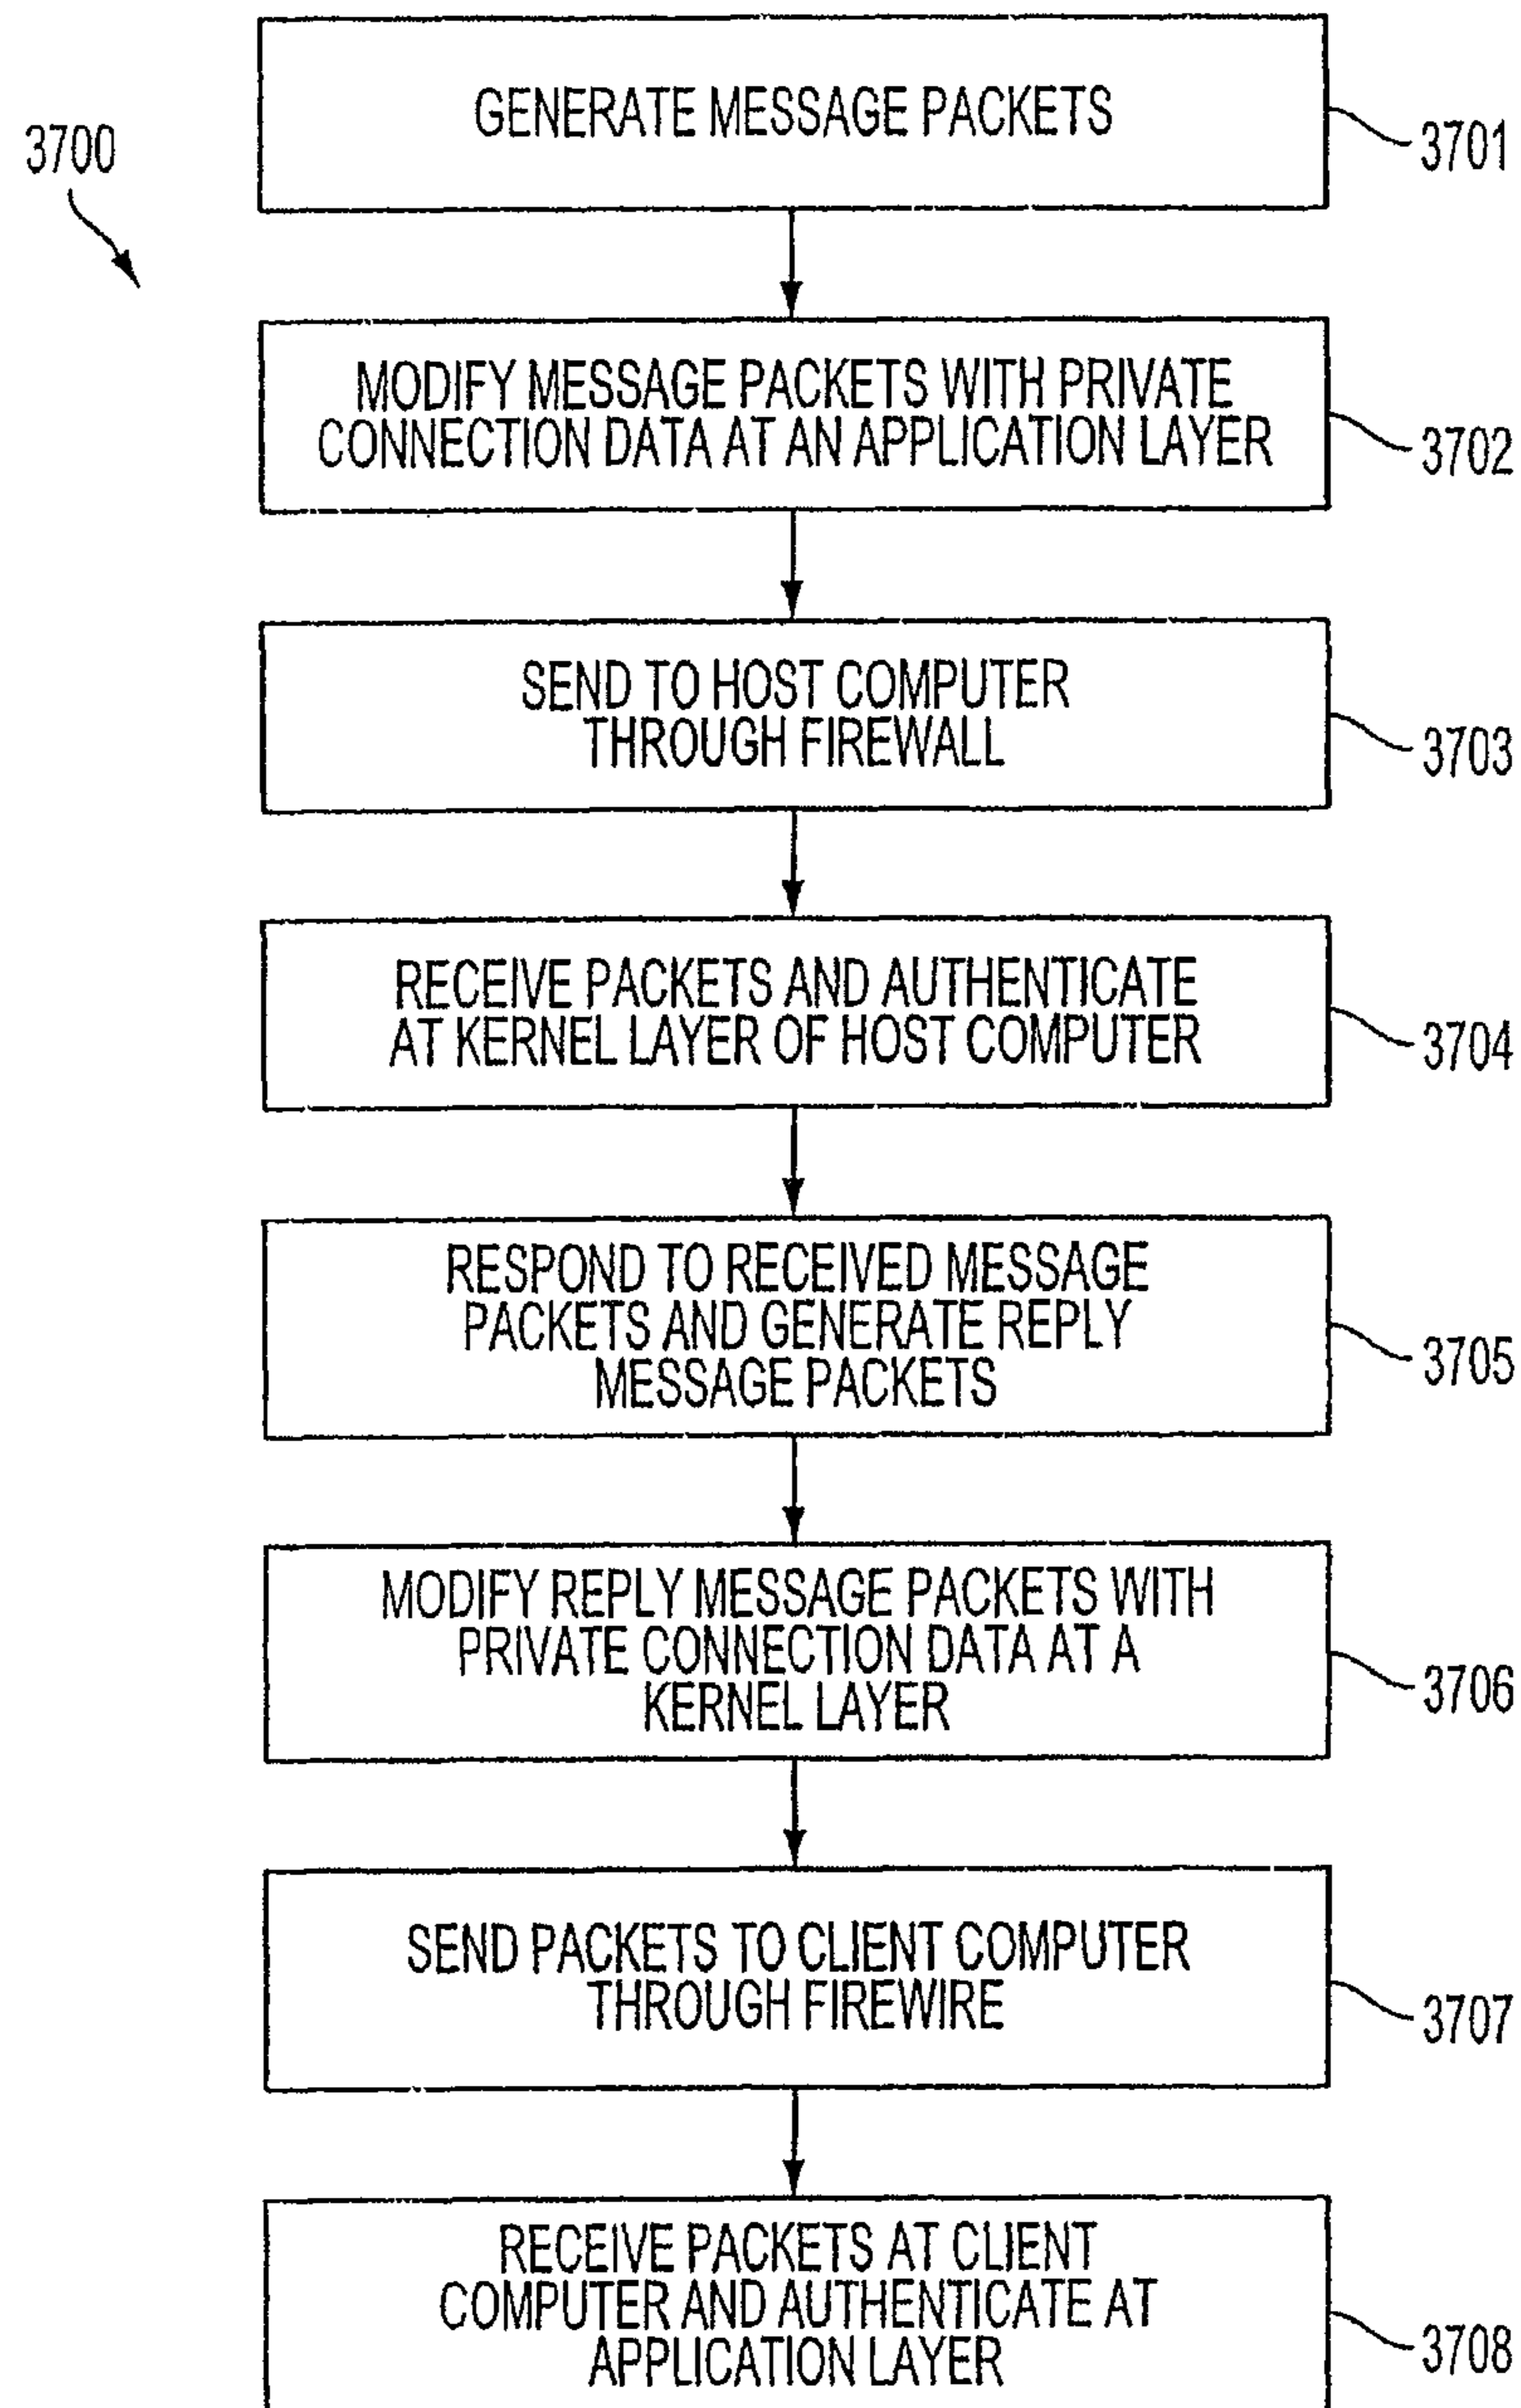 3700
GENERATE MESSAGE PACKETS
3701
MODIFY MESSAGE PACKETS WITH PRIVATE
CONNECTION DATA AT AN APPLICATION LAYER
3702
SEND TO HOST COMPUTER
THROUGH FIREWALL
3703
RECEIVE PACKETS AND AUTHENTICATE
AT KERNEL LAYER OF HOST COMPUTER
3704
RESPOND TO RECEIVED MESSAGE
PACKETS AND GENERATE REPLY
MESSAGE PACKETS
3705
MODIFY REPLY MESSAGE PACKETS WITH
PRIVATE CONNECTION DATA AT A
KERNEL LAYER
3706
SEND PACKETS TO CLIENT COMPUTER
THROUGH FIREWIRE
3707
RECEIVE PACKETS AT CLIENT
COMPUTER AND AUTHENTICATE AT
APPLICATION LAYER
3708